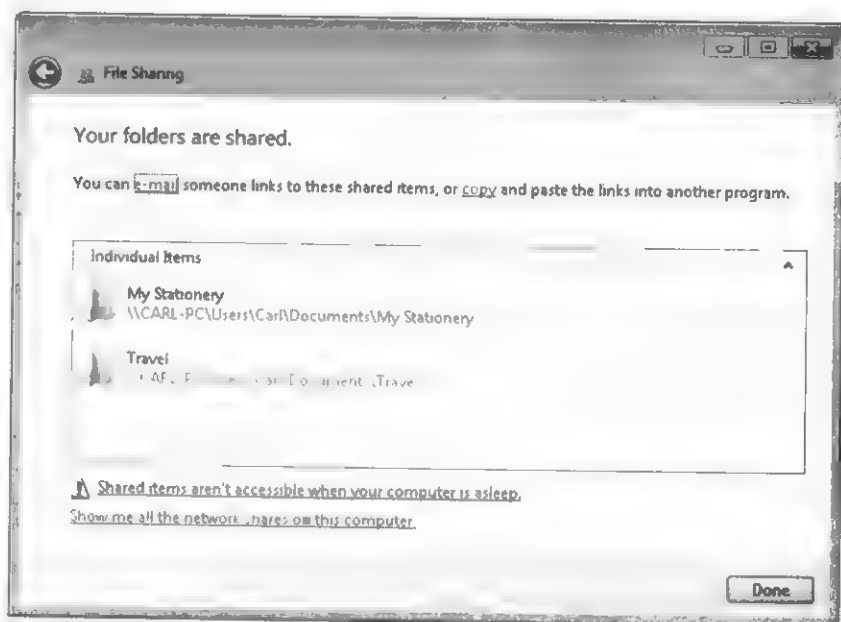 File Sharing
Your folders are shared.
You can e-mail someone links to these shared items, or copy and paste the links into another program.
Individual Items
My Stationery
\\CARL-PC\Users\Carl\Documents\My Stationery
Travel
Shared items aren't accessible when your computer is asleep.
Show me all the network shares on this computer.
Done